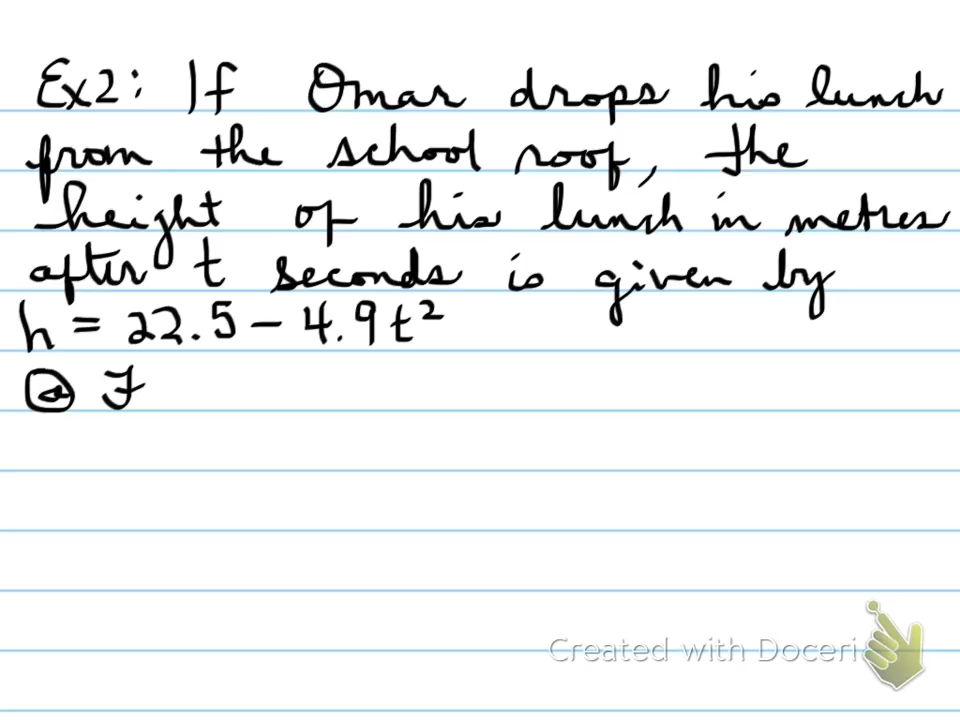 Ex2: If Omar drops his lunch
from the school roof, the
height of his lunch in metres
after t seconds is given by
h = 22.5 - 4.9t²
ⓐ F
Created with Doceri